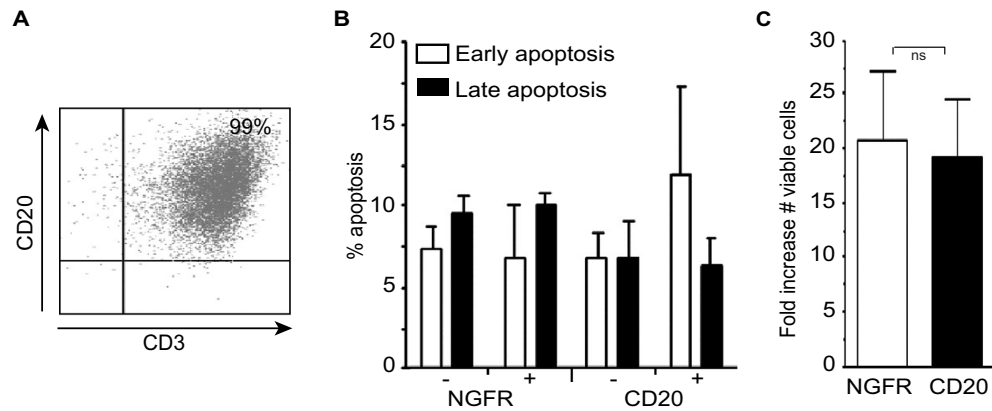 A
99%
CD20
CD3
B
20
15
10
5
0
% apoptosis
Early apoptosis
Late apoptosis
- + - +
NGFR CD20
C
30
25
20
15
10
5
0
Fold increase # viable cells
ns
NGFR CD20